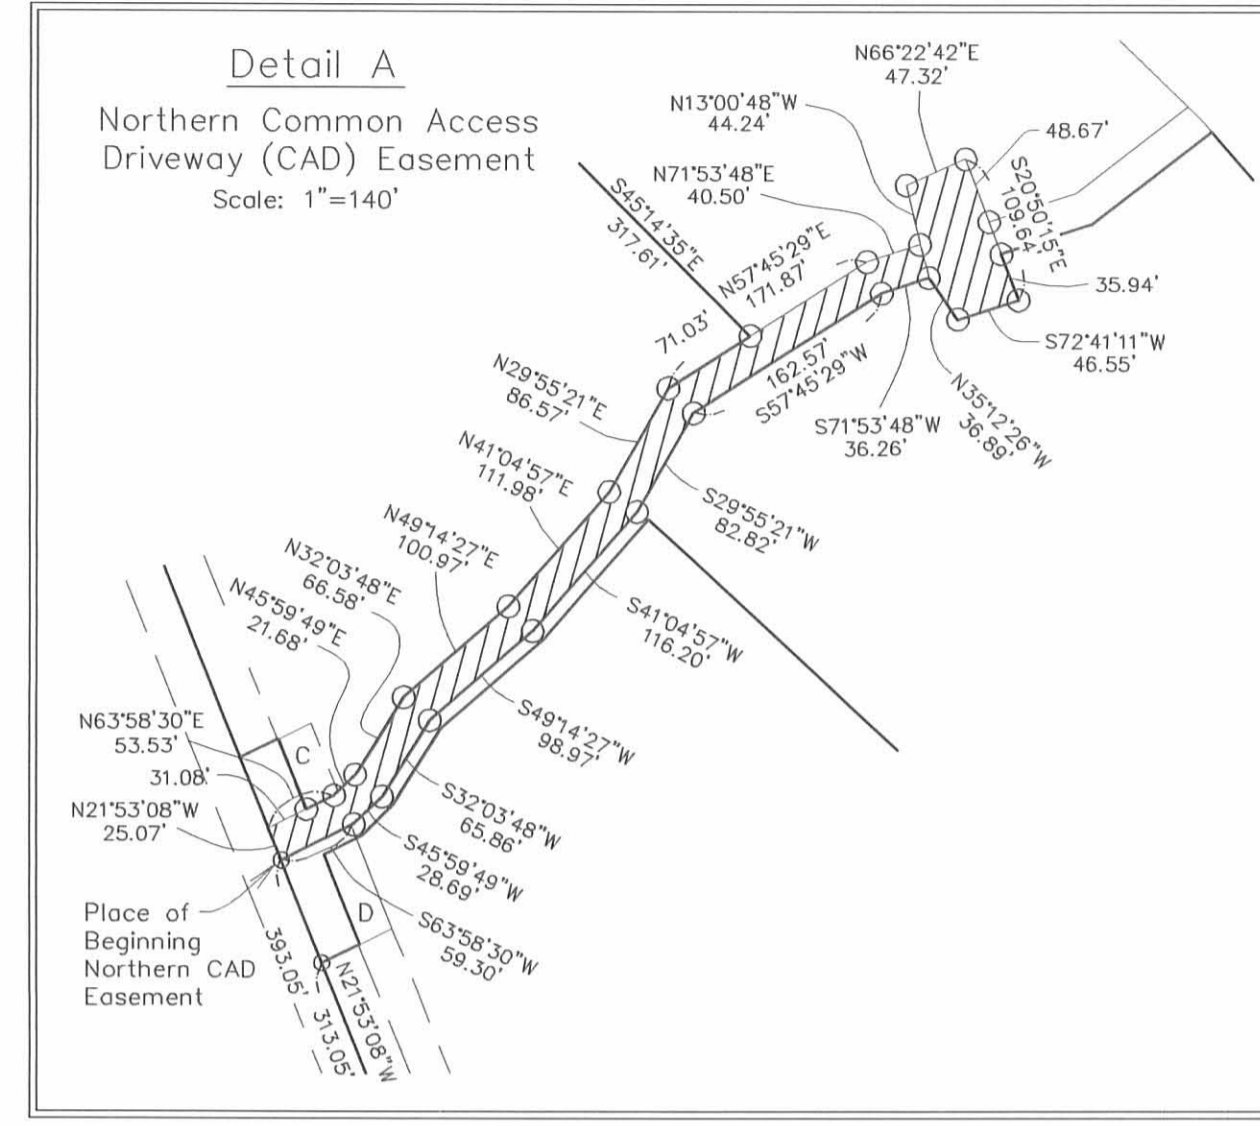 Detail A
Northern Common Access
Driveway (CAD) Easement
Scale: 1"=140'
N66°22'42"E
47.32'
N13°00'48"W
44.24'
48.67'
N71°53'48"E
40.50'
S20°50'15"E
109.64'
S45°14'35"E
317.61'
N57°45'29"E
171.87'
35.94'
71.03'
S72°41'11"W
46.55'
162.57'
S57°45'29"W
N29°55'21"E
86.57'
N35°12'26"W
36.89'
S71°53'48"W
36.26'
N41°04'57"E
111.98'
S29°55'21"W
82.82'
N49°14'27"E
100.97'
N32°03'48"E
66.58'
N45°59'49"E
21.68'
S41°04'57"W
116.20'
S49°14'27"W
98.97'
N63°58'30"E
53.53'
C
31.08'
N21°53'08"W
25.07'
S32°03'48"W
65.86'
S45°59'49"W
28.69'
Place of
Beginning
Northern CAD
Easement
D
S63°58'30"W
59.30'
393.05'
N21°53'08"W
313.05'